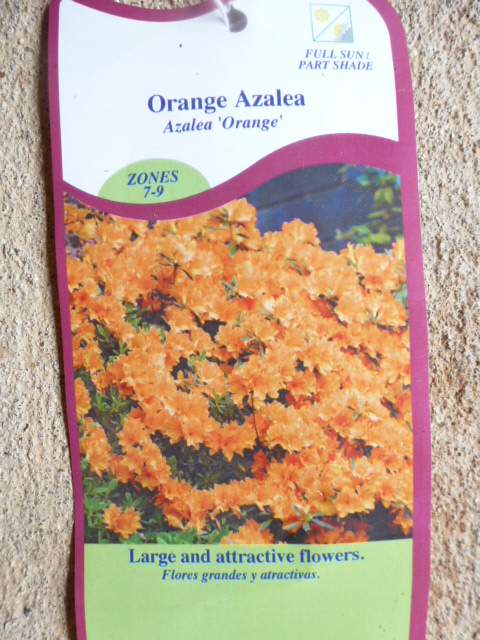 FULL SUN /
PART SHADE
Orange Azalea
Azalea 'Orange'
ZONES
7-9
Large and attractive flowers.
Flores grandes y atractivas.